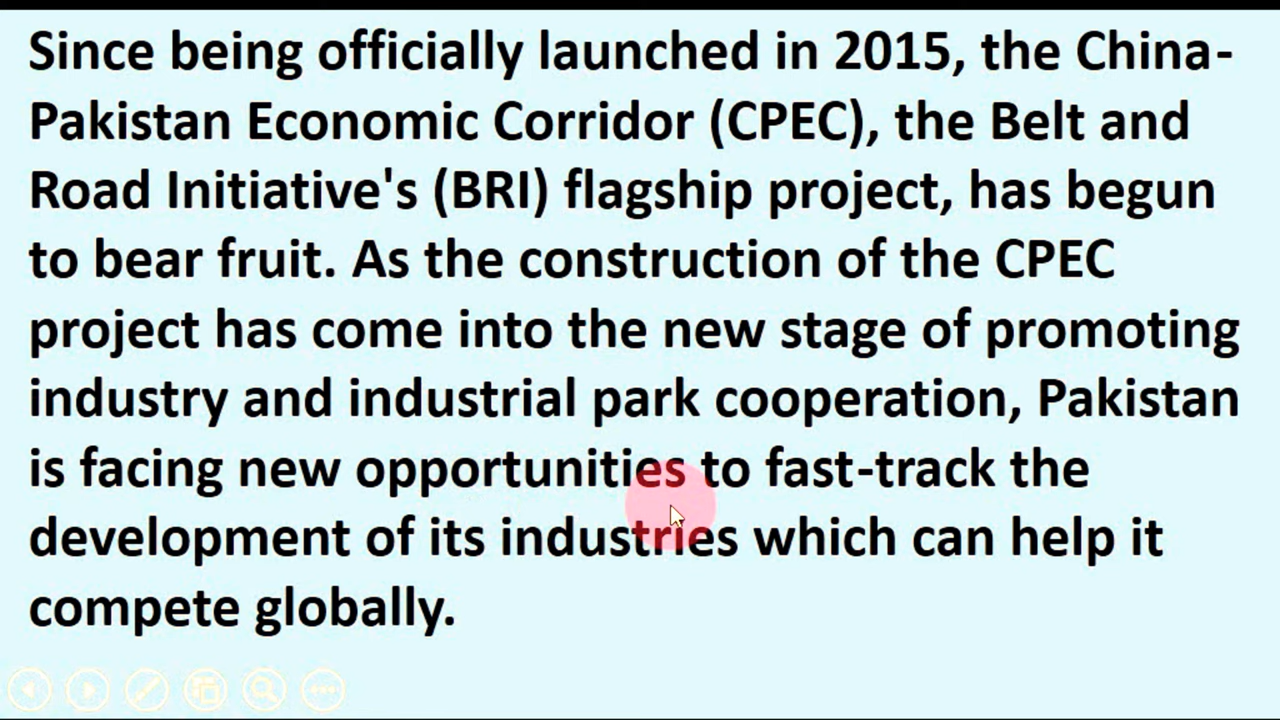 Since being officially launched in 2015, the China-
Pakistan Economic Corridor (CPEC), the Belt and
Road Initiative's (BRI) flagship project, has begun
to bear fruit. As the construction of the CPEC
project has come into the new stage of promoting
industry and industrial park cooperation, Pakistan
is facing new opportunities to fast-track the
development of its industries which can help it
compete globally.